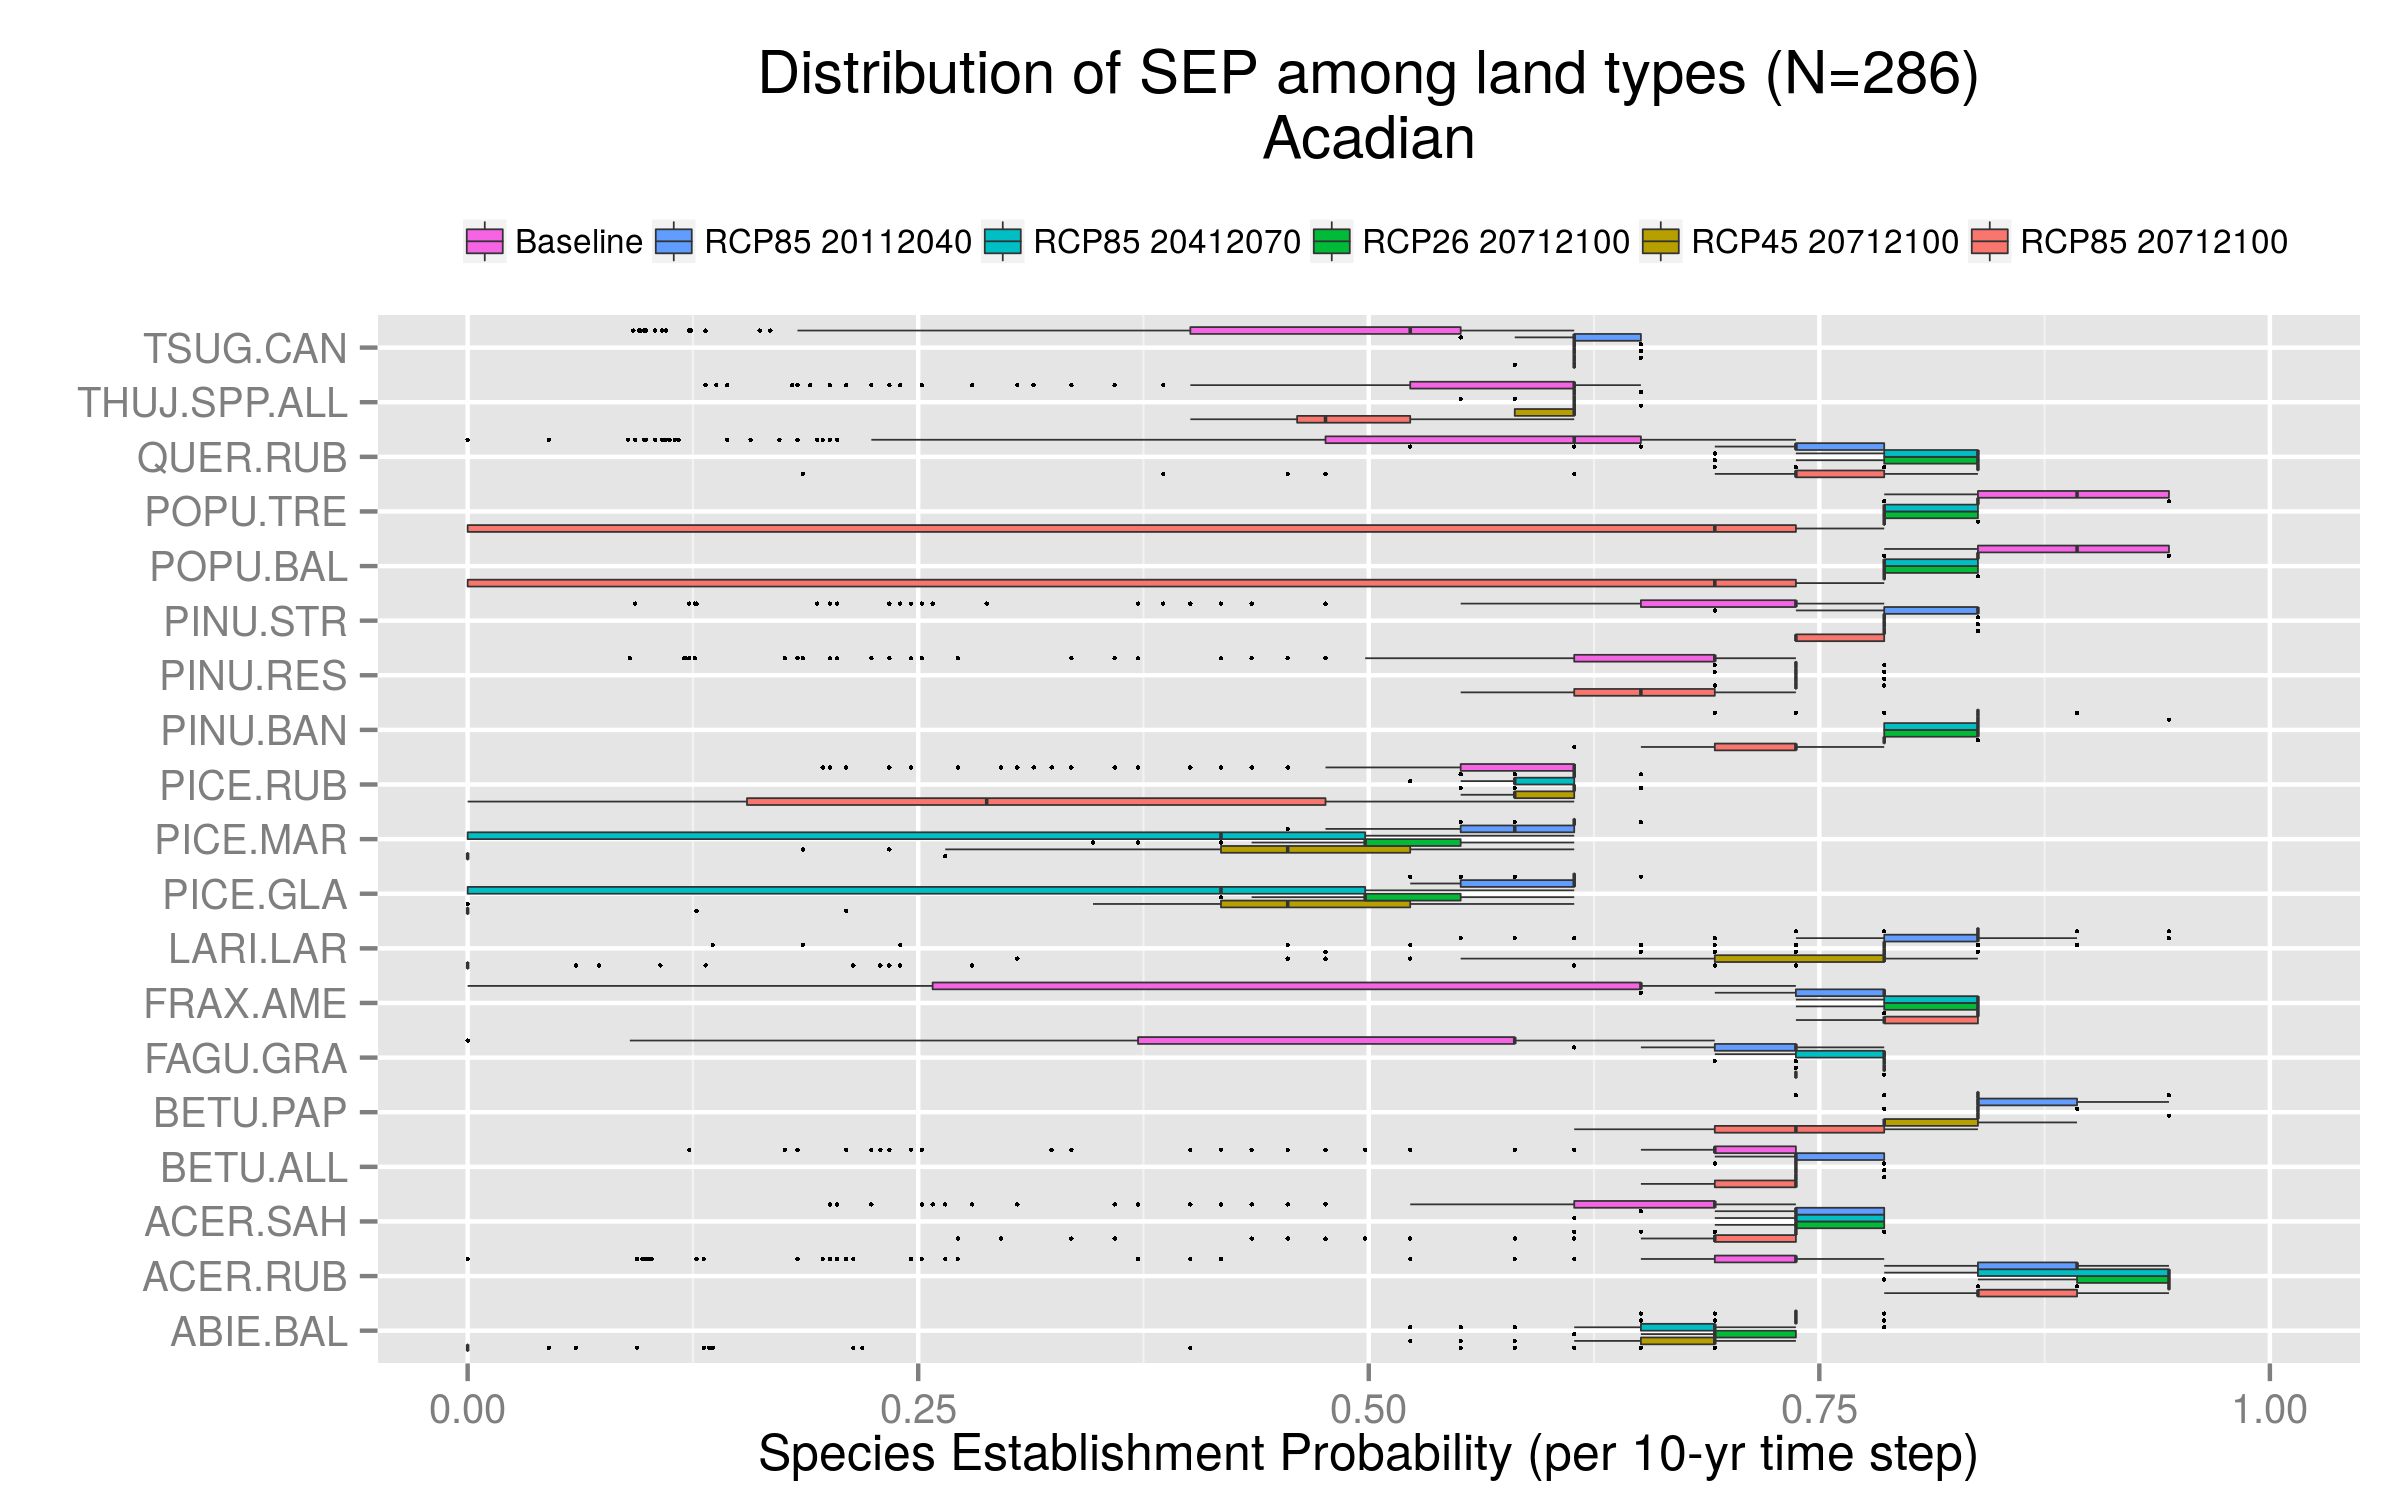 Distribution of SEP among land types (N=286)
Acadian
Baseline RCP85 20112040 RCP85 20412070 RCP26 20712100 RCP45 20712100 RCP85 20712100
TSUG.CAN
THUJ.SPP.ALL
QUER.RUB
POPU.TRE
POPU.BAL
PINU.STR
PINU.RES
PINU.BAN
PICE.RUB
PICE.MAR
PICE.GLA
LARI.LAR
FRAX.AME
FAGU.GRA
BETU.PAP
BETU.ALL
ACER.SAH
ACER.RUB
ABIE.BAL
0.00 0.25 0.50 0.75 1.00
Species Establishment Probability (per 10-yr time step)